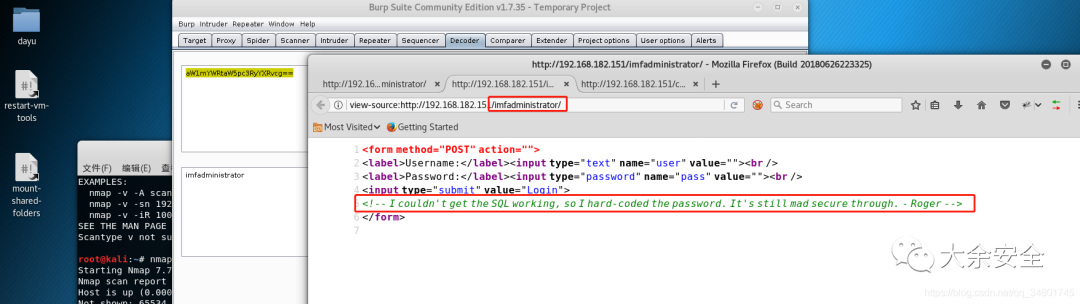 dayu
restart-vm-
tools
mount-
shared-
folders
Burp Suite Community Edition v1.7.35 - Temporary Project
Burp Intruder Repeater Window Help
Target Proxy Spider Scanner Intruder Repeater Sequencer Decoder Comparer Extender Project options User options Alerts
aW1mYWRtaW5pc3RyYXRvcg==
imfadministrator
http://192.168.182.151/imfadministrator/ - Mozilla Firefox (Build 20180626223325)
http://192.16...ministrator/ × http://192.168.182.151/i... × http://192.168.182.151/c... ×
view-source:http://192.168.182.151/imfadministrator/
Search
Most Visited Getting Started
1 <form method="POST" action="">
2 <label>Username:</label><input type="text" name="user" value=""><br />
3 <label>Password:</label><input type="password" name="pass" value=""><br />
4 <input type="submit" value="Login">
5 <!-- I couldn't get the SQL working, so I hard-coded the password. It's still mad secure through. - Roger -->
6 </form>
7
文件(F) 编辑(E) 查
EXAMPLES:
nmap -v -A scan
nmap -v -sn 192
nmap -v -iR 100
SEE THE MAN PAGE
Scantype v not su
root@kali:~# nmap
Starting Nmap 7.7
Nmap scan report
Host is up (0.000
Not shown: 65534
大余安全